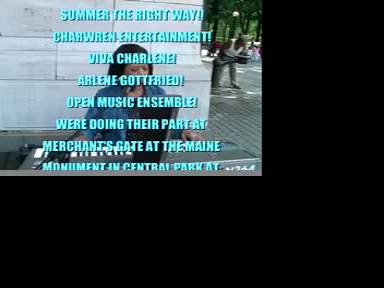 SUMMER THE RIGHT WAY!!
CHARWREN ENTERTAINMENT!
VIVA CHARLENE!
ARLENE GOTTFRIED!
OPEN MUSIC ENSEMBLE!
WERE DOING THEIR PART AT
MERCHANT'S GATE AT THE MAINE
MONUMENT IN CENTRAL PARK AT